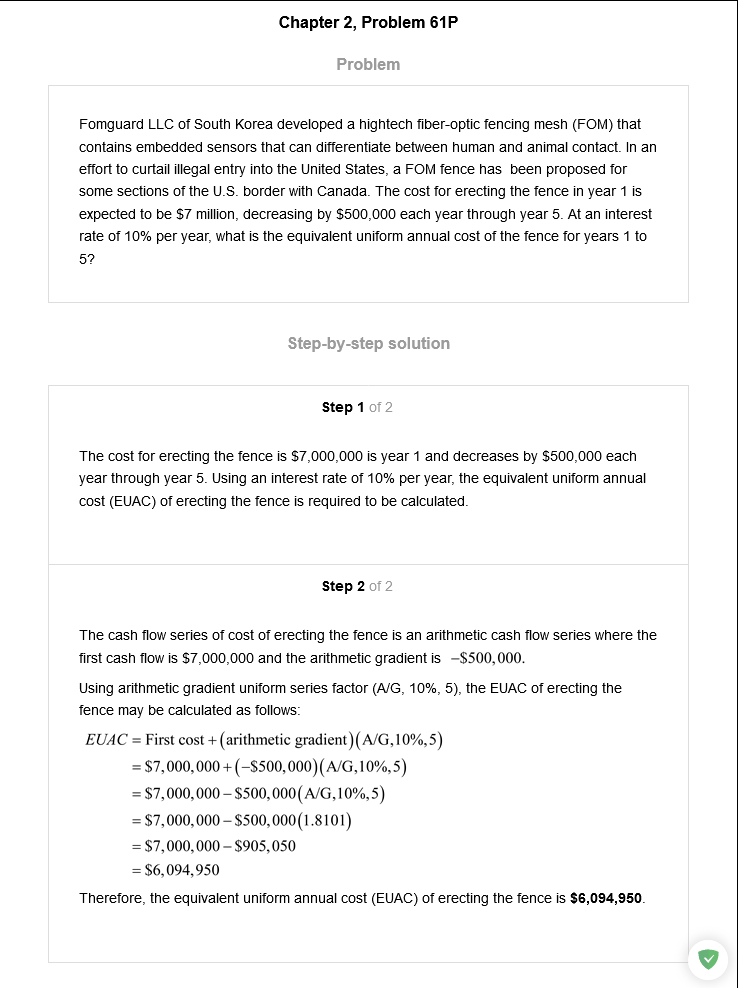 Chapter 2, Problem 61P
Problem
Fomguard LLC of South Korea developed a hightech fiber-optic fencing mesh (FOM) that
contains embedded sensors that can differentiate between human and animal contact. In an
effort to curtail illegal entry into the United States, a FOM fence has  been proposed for
some sections of the U.S. border with Canada. The cost for erecting the fence in year 1 is
expected to be $7 million, decreasing by $500,000 each year through year 5. At an interest
rate of 10% per year, what is the equivalent uniform annual cost of the fence for years 1 to
5?
Step-by-step solution
Step 1 of 2
The cost for erecting the fence is $7,000,000 is year 1 and decreases by $500,000 each
year through year 5. Using an interest rate of 10% per year, the equivalent uniform annual
cost (EUAC) of erecting the fence is required to be calculated.
Step 2 of 2
The cash flow series of cost of erecting the fence is an arithmetic cash flow series where the
first cash flow is $7,000,000 and the arithmetic gradient is −$500,000.
Using arithmetic gradient uniform series factor (A/G, 10%, 5), the EUAC of erecting the
fence may be calculated as follows:
EUAC = First cost + (arithmetic gradient)(A/G,10%,5)
= $7,000,000 + (−$500,000)(A/G,10%,5)
= $7,000,000 − $500,000(A/G,10%,5)
= $7,000,000 − $500,000(1.8101)
= $7,000,000 − $905,050
= $6,094,950
Therefore, the equivalent uniform annual cost (EUAC) of erecting the fence is $6,094,950.